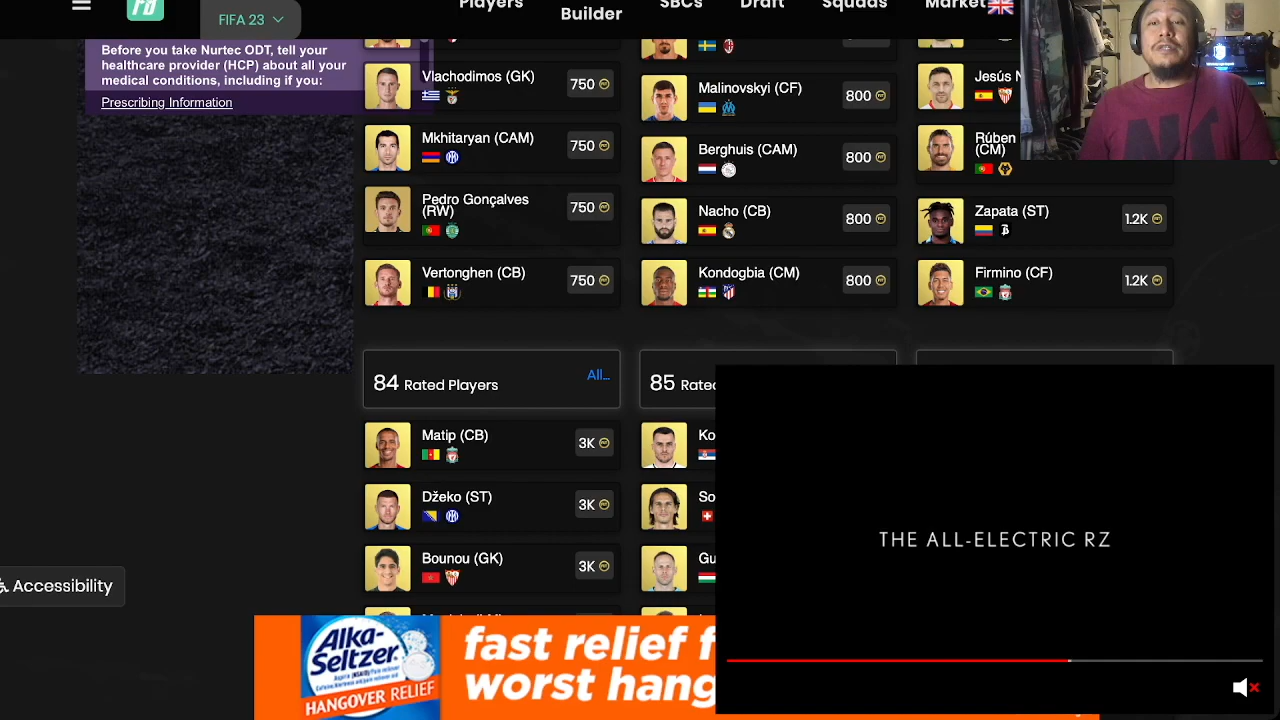 FIFA 23
Players
Builder
SBCs
Draft
Squads
Market
Before you take Nurtec ODT, tell your
healthcare provider (HCP) about all your
medical conditions, including if you:
Prescribing Information
Vlachodimos (GK)
750
Mkhitaryan (CAM)
750
Pedro Gonçalves
(RW)
750
Vertonghen (CB)
750
Malinovskyi (CF)
800
Berghuis (CAM)
800
Nacho (CB)
800
Kondogbia (CM)
800
Jesús
Rúben
(CM)
Zapata (ST)
1.2K
Firmino (CF)
1.2K
84 Rated Players
All...
Matip (CB)
3K
Džeko (ST)
3K
Bounou (GK)
3K
85
Ko
So
Gu
THE ALL-ELECTRIC RZ
Accessibility
Alka-
Seltzer
HANGOVER RELIEF
fast relief f
worst hang